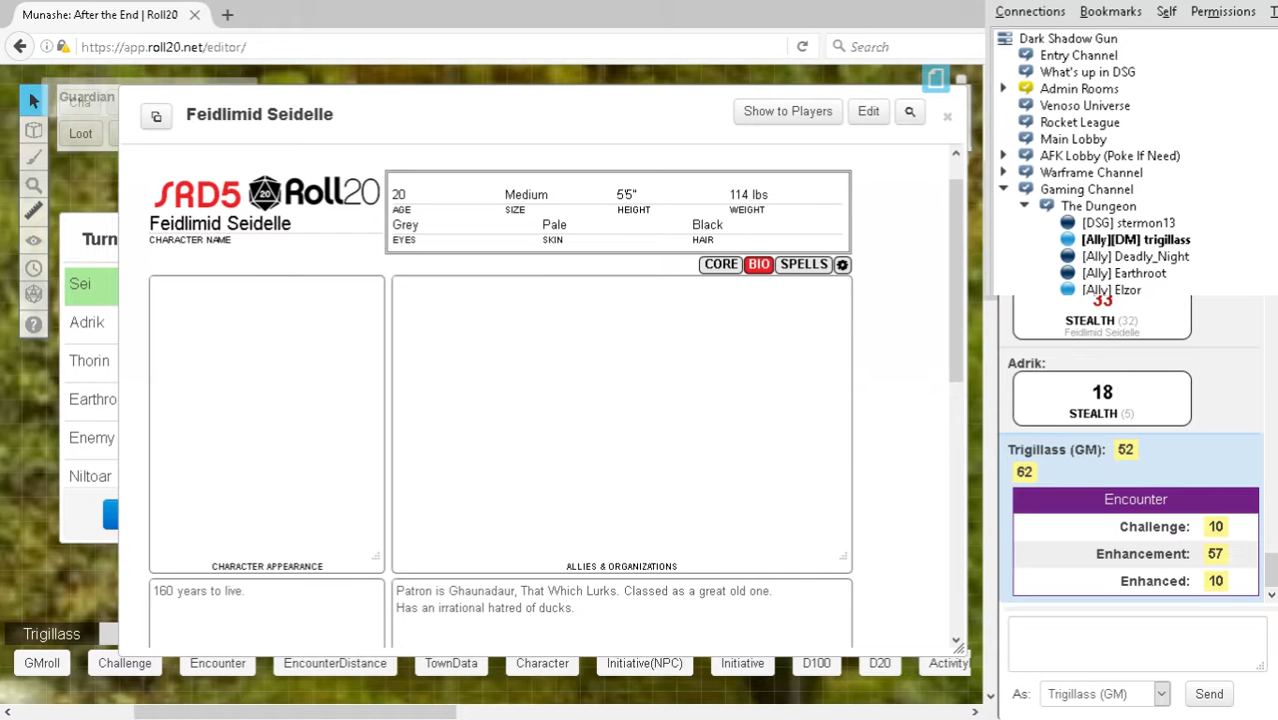 Munashe: After the End | Roll20
https://app.roll20.net/editor/
Search
Guardian
Cha
Loot
Turn
Sei
Adrik
Thorin
Earthro
Enemy
Niltoar
Trigillass
Feidlimid Seidelle
Show to Players
Edit
SRD5 20 Roll20
Feidlimid Seidelle
CHARACTER NAME
20 Medium 5'5" 114 lbs
AGE SIZE HEIGHT WEIGHT
Grey Pale Black
EYES SKIN HAIR
CORE BIO SPELLS
CHARACTER APPEARANCE
ALLIES & ORGANIZATIONS
160 years to live.
Patron is Ghaunadaur, That Which Lurks. Classed as a great old one.
Has an irrational hatred of ducks.
GMroll Challenge Encounter EncounterDistance TownData Character Initiative(NPC) Initiative D100 D20 Activity
Connections Bookmarks Self Permissions T
Dark Shadow Gun
Entry Channel
What's up in DSG
Admin Rooms
Venoso Universe
Rocket League
Main Lobby
AFK Lobby (Poke If Need)
Warframe Channel
Gaming Channel
The Dungeon
[DSG] stermon13
[Ally][DM] trigillass
[Ally] Deadly_Night
[Ally] Earthroot
[Ally] Elzor
33
STEALTH (32)
Feidlimid Seidelle
Adrik:
18
STEALTH (5)
Trigillass (GM): 52
62
Encounter
Challenge: 10
Enhancement: 57
Enhanced: 10
As: Trigillass (GM) Send